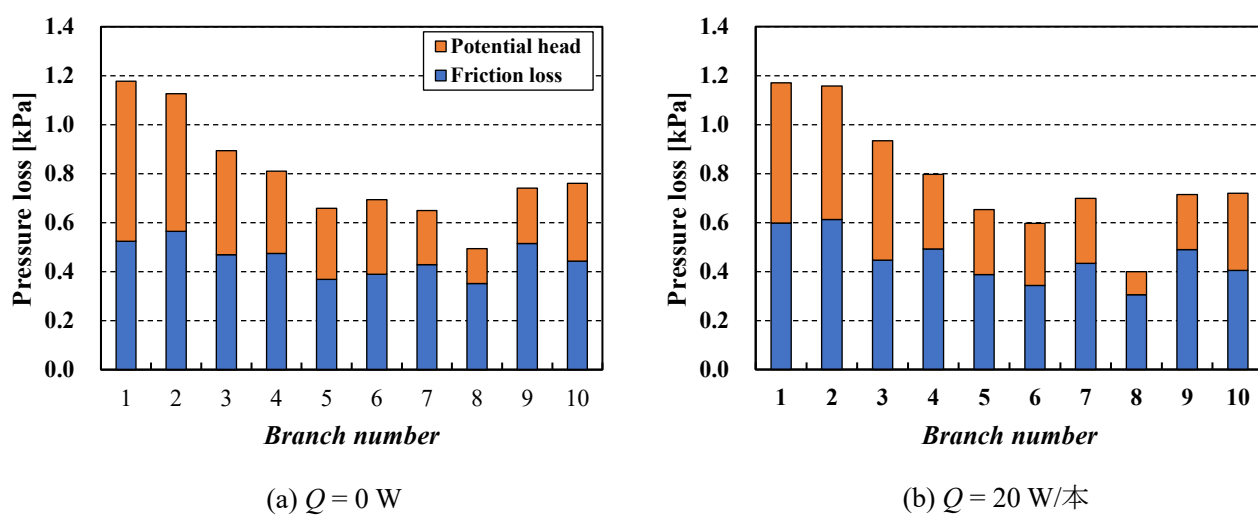 1.4
1.2
1.0
0.8
0.6
0.4
0.2
0.0
Pressure loss [kPa]
Potential head
Friction loss
1 2 3 4 5 6 7 8 9 10
Branch number
(a) Q = 0 W
1.4
1.2
1.0
0.8
0.6
0.4
0.2
0.0
Pressure loss [kPa]
1 2 3 4 5 6 7 8 9 10
Branch number
(b) Q = 20 W/本